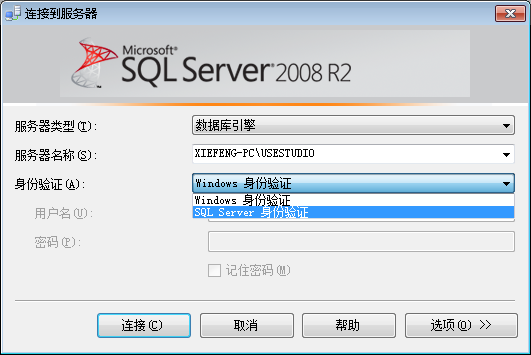 连接到服务器
Microsoft®
SQL Server® 2008 R2
服务器类型(T): 数据库引擎
服务器名称(S): XIEFENG-PC\USESTUDIO
身份验证(A): Windows 身份验证
Windows 身份验证
SQL Server 身份验证
用户名(U):
密码(P):
记住密码(M)
连接(C) 取消 帮助 选项(O) >>